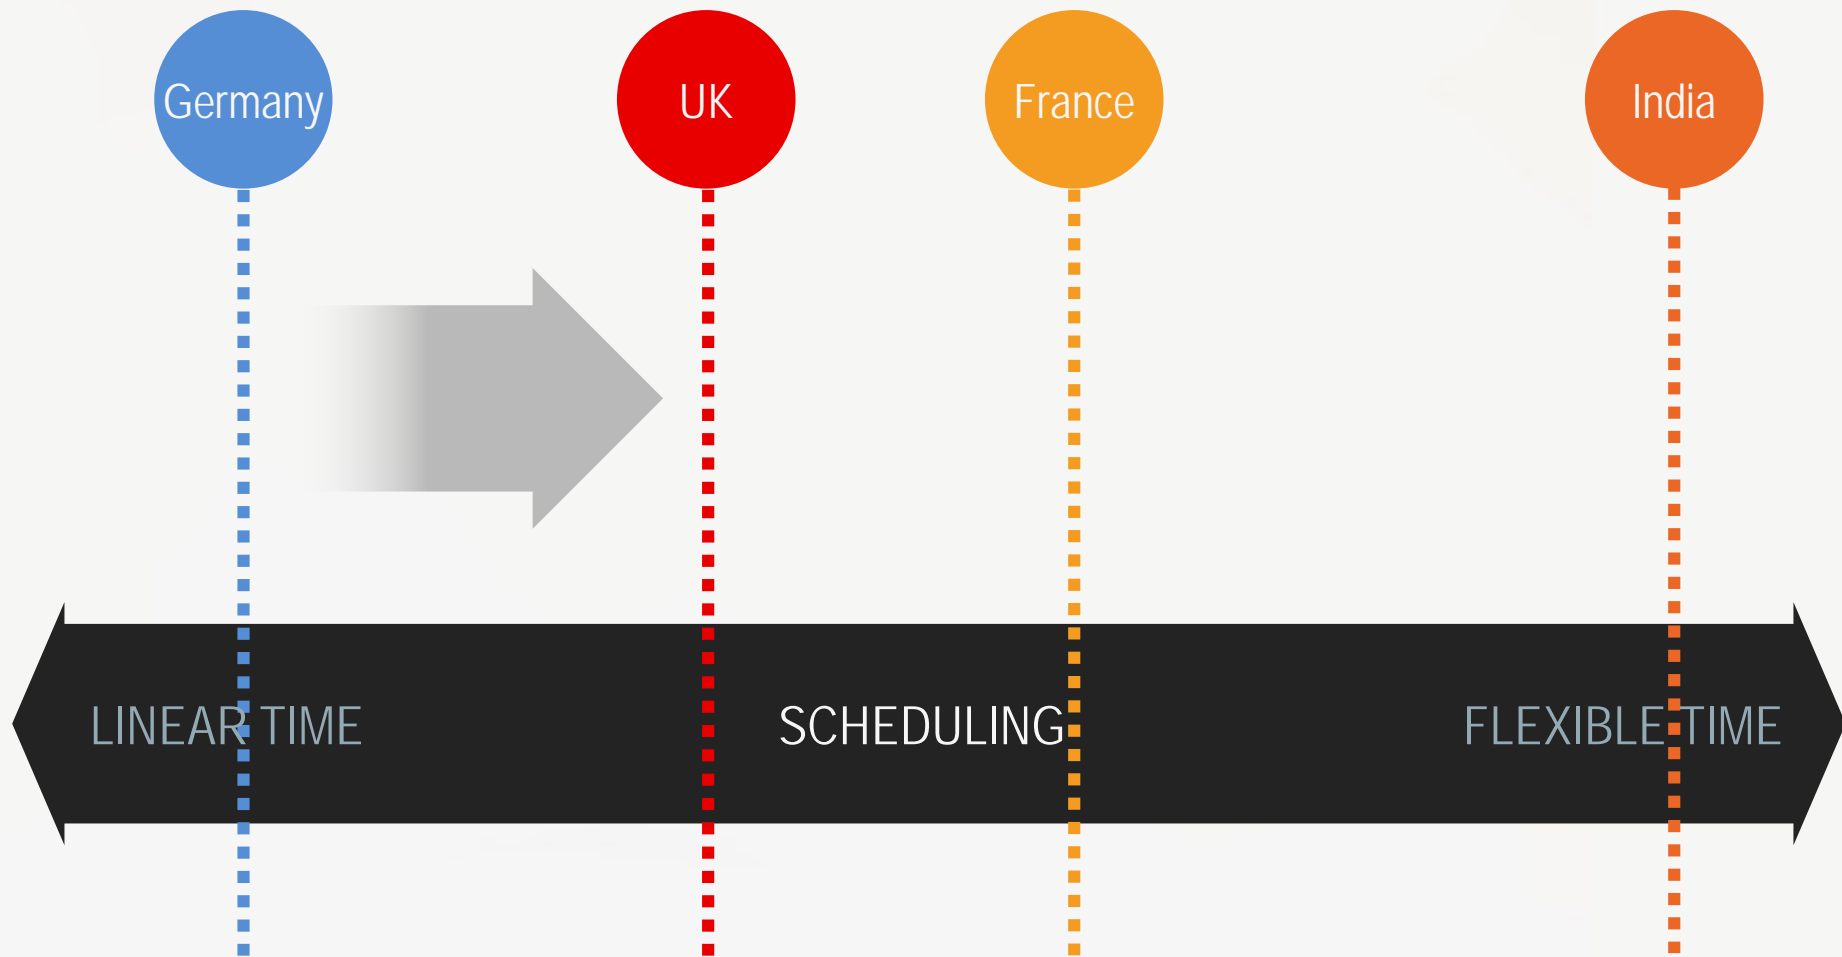 Germany
UK
France
India
LINEAR TIME
SCHEDULING
FLEXIBLE TIME